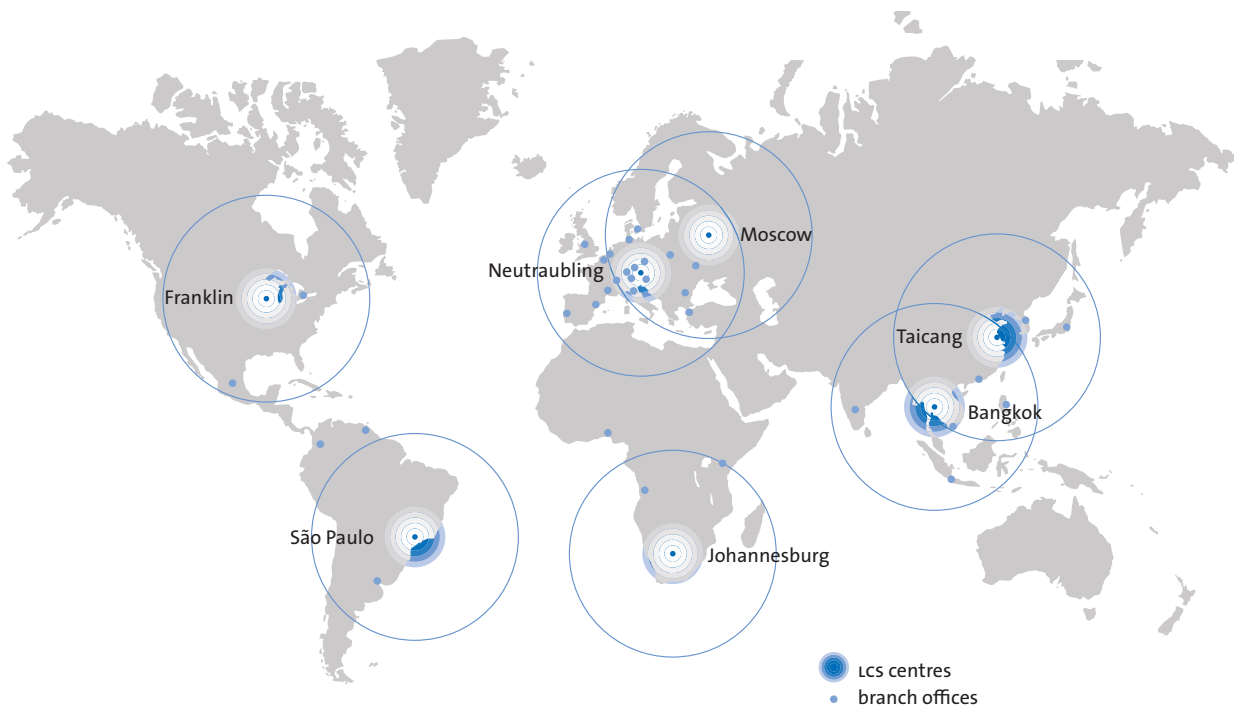 Moscow
Neutraubling
Franklin
Taicang
Bangkok
São Paulo
Johannesburg
LCS centres
branch offices